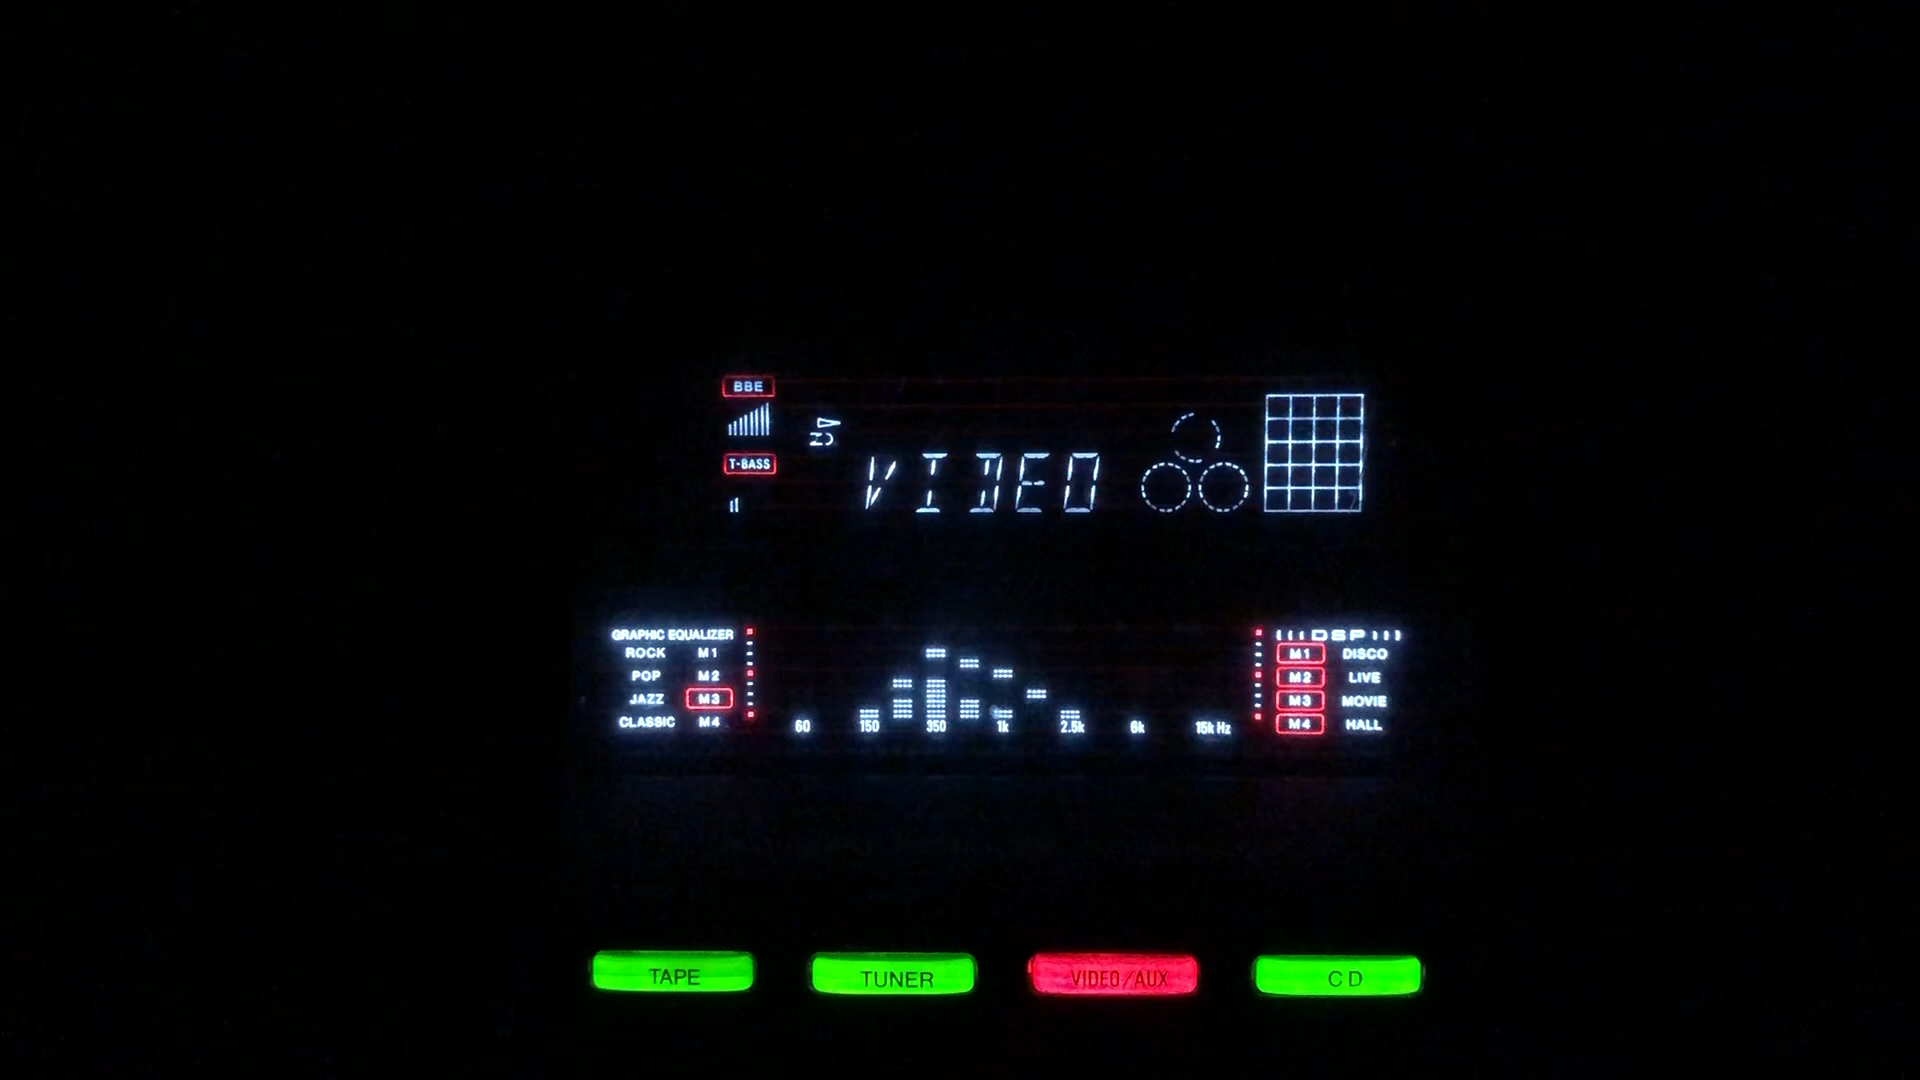 BBE
T-BASS
VIDEO
GRAPHIC EQUALIZER
ROCK M1
POP M2
JAZZ M3
CLASSIC M4
60 150 350 1k 2.5k 6k 15k Hz
DSP
M1 DISCO
M2 LIVE
M3 MOVIE
M4 HALL
TAPE TUNER VIDEO/AUX CD